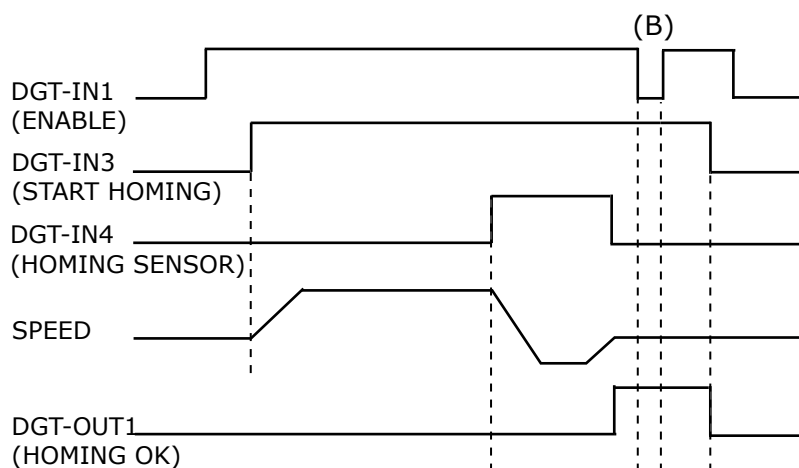 (B)
DGT-IN1
(ENABLE)
DGT-IN3
(START HOMING)
DGT-IN4
(HOMING SENSOR)
SPEED
DGT-OUT1
(HOMING OK)